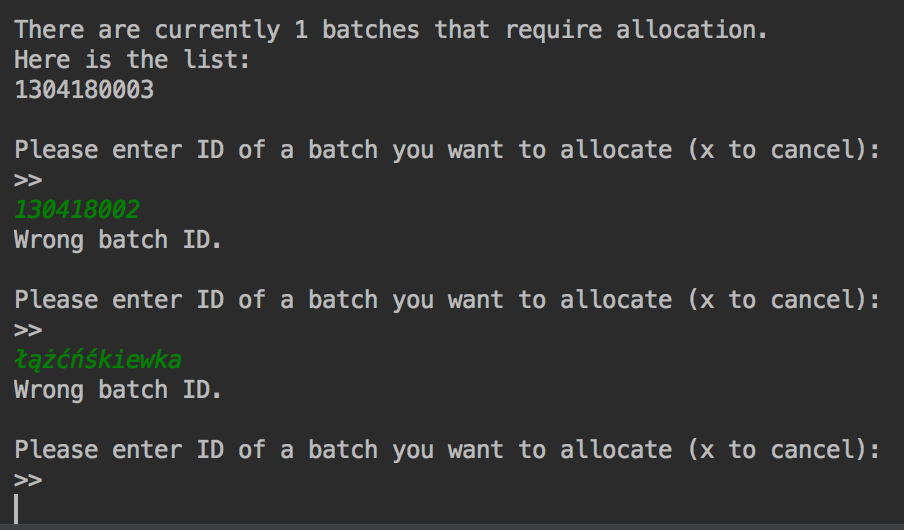 There are currently 1 batches that require allocation.
Here is the list:
1304180003
Please enter ID of a batch you want to allocate (x to cancel):
>>
130418002
Wrong batch ID.
Please enter ID of a batch you want to allocate (x to cancel):
>>
łążćńśkiewka
Wrong batch ID.
Please enter ID of a batch you want to allocate (x to cancel):
>>